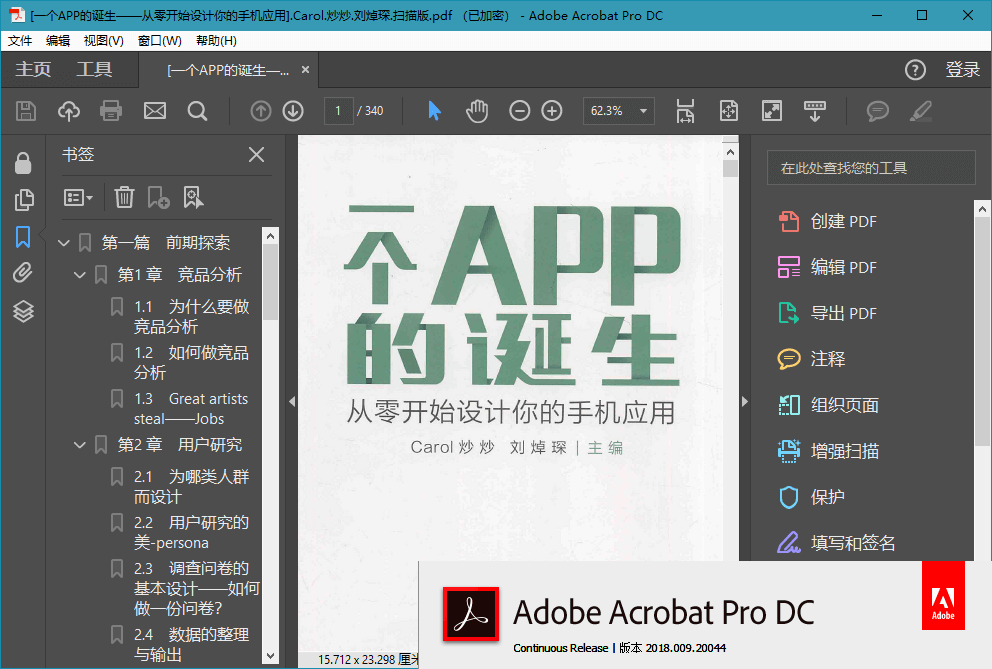 [一个APP的诞生——从零开始设计你的手机应用].Carol.炒炒.刘焯琛.扫描版.pdf （已加密） - Adobe Acrobat Pro DC
文件 编辑 视图(V) 窗口(W) 帮助(H)
主页 工具 [一个APP的诞生—... × 登录
1 / 340 62.3%
书签
第一篇 前期探索
第1 章 竞品分析
1.1 为什么要做
竞品分析
1.2 如何做竞品
分析
1.3 Great artists
steal——Jobs
第2 章 用户研究
2.1 为哪类人群
而设计
2.2 用户研究的
美-persona
2.3 调查问卷的
基本设计——如何
做一份问卷？
2.4 数据的整理
与输出
一个APP
的诞生
从零开始设计你的手机应用
Carol 炒炒 刘焯琛 | 主编
15.712 x 23.298 厘米
在此处查找您的工具
创建 PDF
编辑 PDF
导出 PDF
注释
组织页面
增强扫描
保护
填写和签名
Adobe Acrobat Pro DC
Continuous Release | 版本 2018.009.20044
Adobe